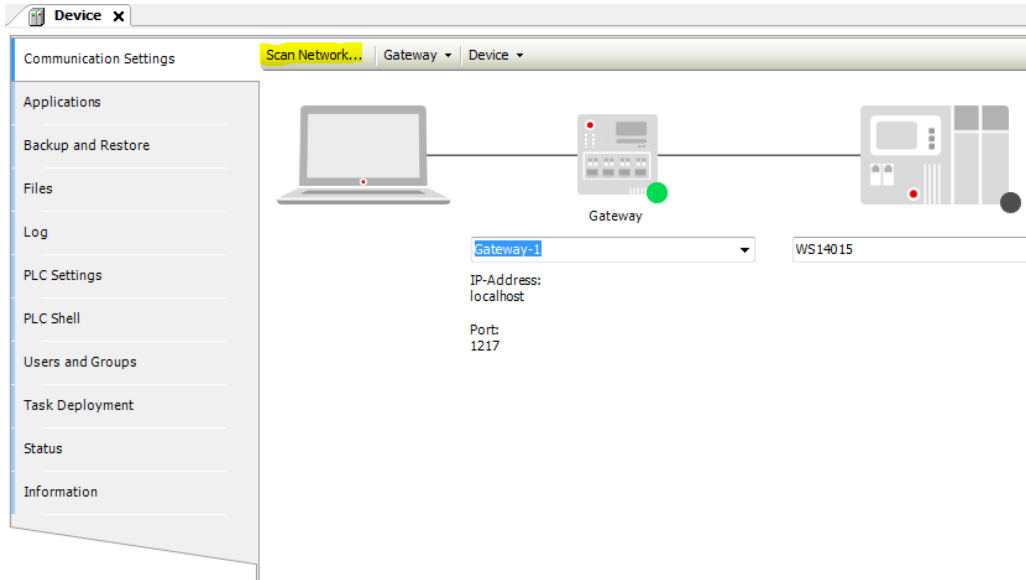 Device
Communication Settings
Scan Network... Gateway Device
Applications
Backup and Restore
Files
Log
PLC Settings
PLC Shell
Users and Groups
Task Deployment
Status
Information
Gateway
Gateway-1
WS14015
IP-Address:
localhost
Port:
1217